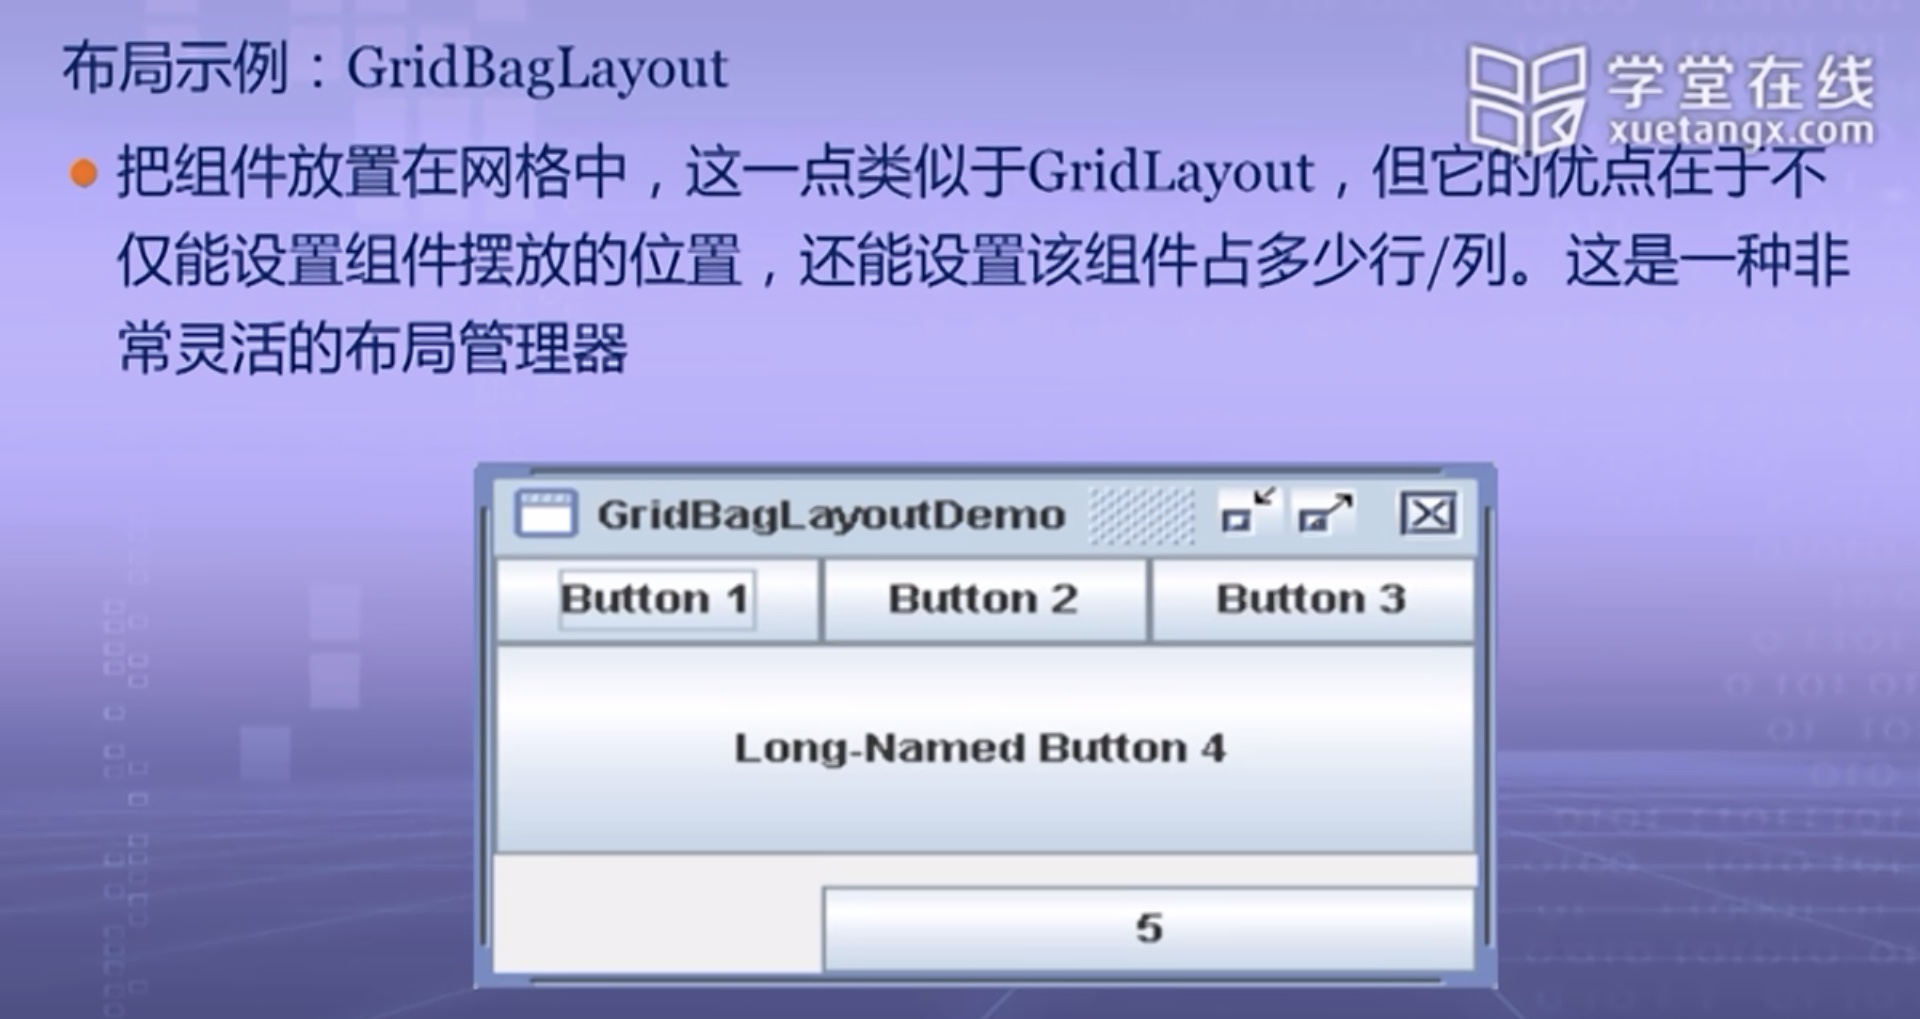 布局示例：GridBagLayout
学堂在线
xuetangx.com
把组件放置在网格中，这一点类似于GridLayout，但它的优点在于不
仅能设置组件摆放的位置，还能设置该组件占多少行/列。这是一种非
常灵活的布局管理器
GridBagLayoutDemo
Button 1 Button 2 Button 3
Long-Named Button 4
5